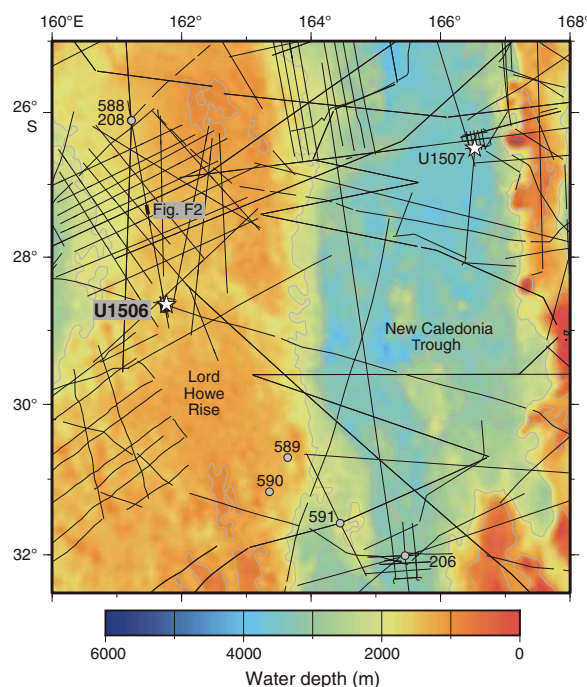 160°E
162°
164°
166°
168°
26°
S
588
208
U1507
Fig. F2
28°
U1506
New Caledonia
Trough
Lord
Howe
Rise
30°
589
590
591
206
32°
6000
4000
2000
0
Water depth (m)